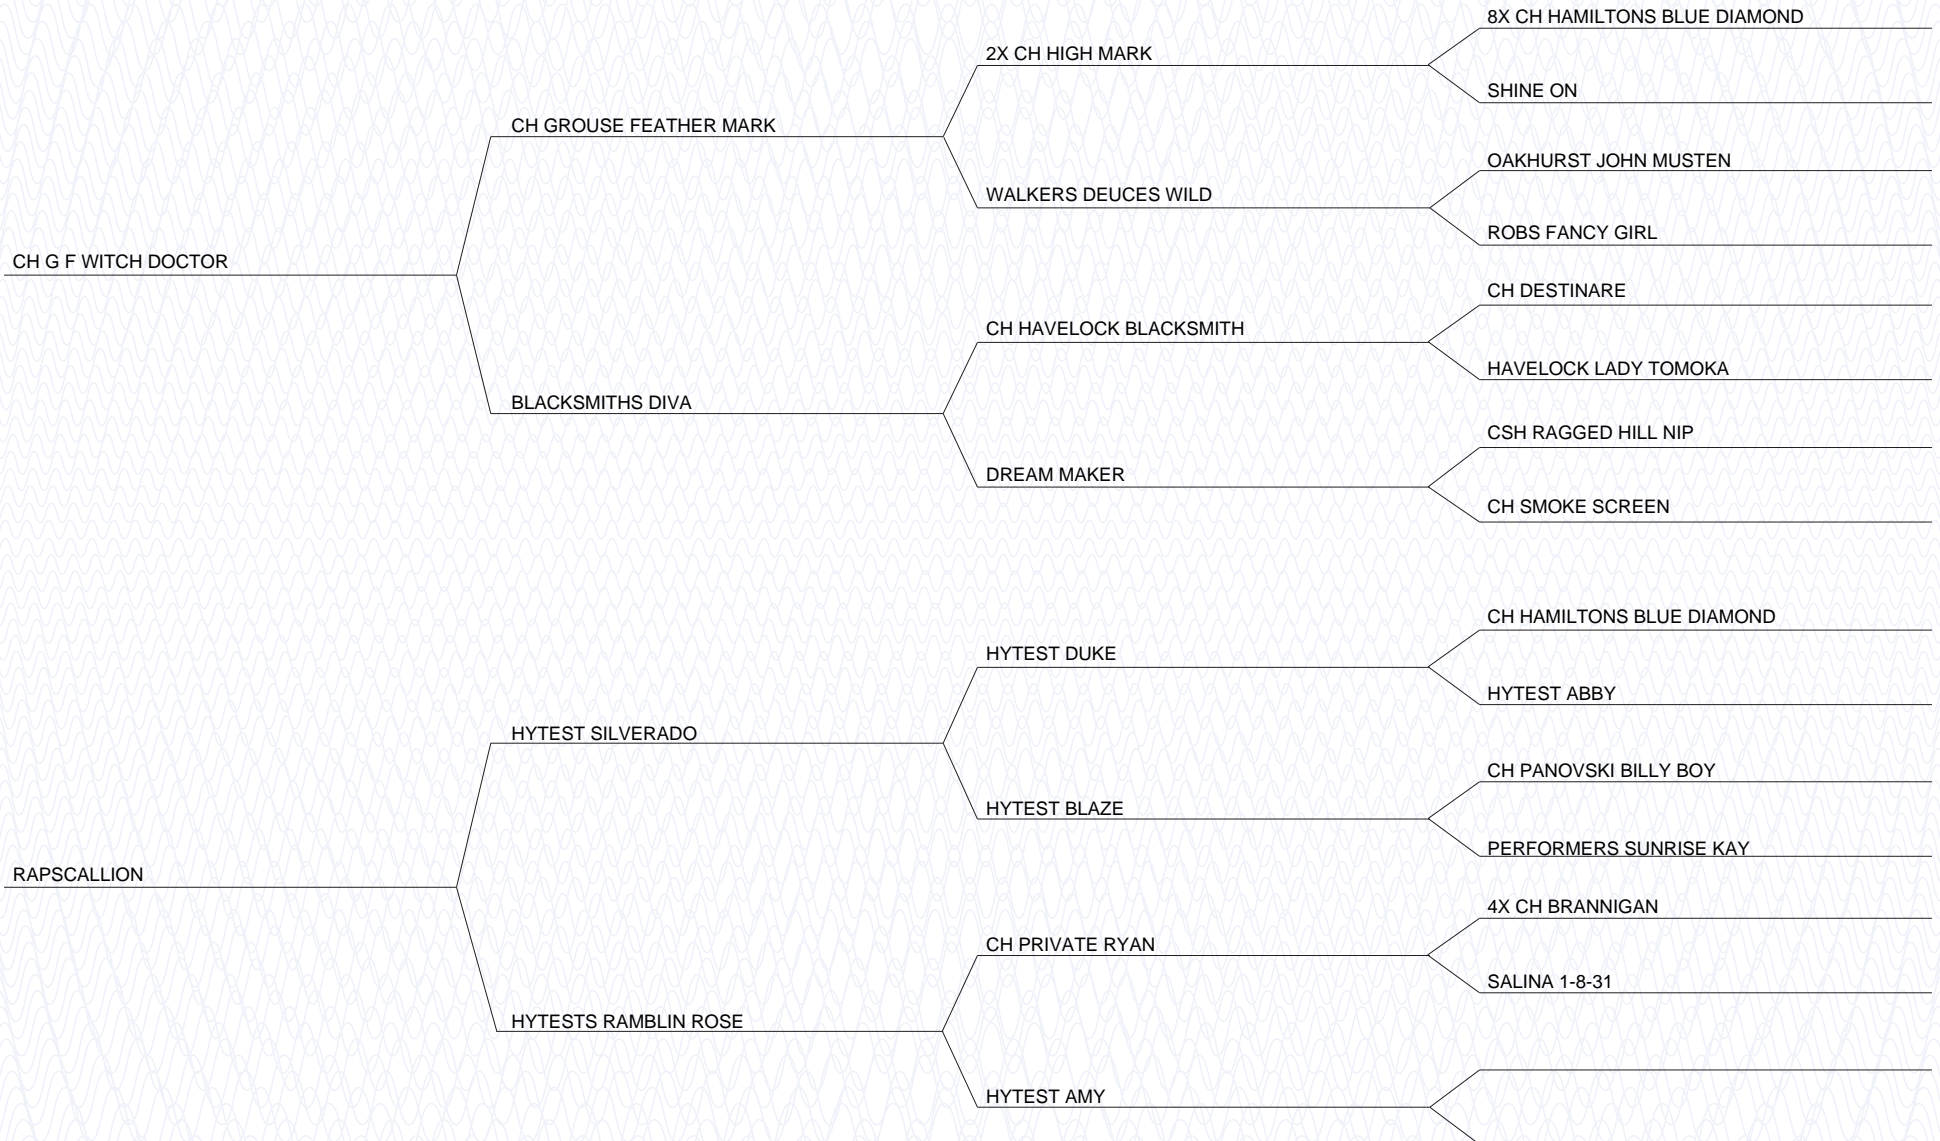 8X CH HAMILTONS BLUE DIAMOND
2X CH HIGH MARK
SHINE ON
CH GROUSE FEATHER MARK
OAKHURST JOHN MUSTEN
WALKERS DEUCES WILD
ROBS FANCY GIRL
CH G F WITCH DOCTOR
CH DESTINARE
CH HAVELOCK BLACKSMITH
HAVELOCK LADY TOMOKA
BLACKSMITHS DIVA
CSH RAGGED HILL NIP
DREAM MAKER
CH SMOKE SCREEN
CH HAMILTONS BLUE DIAMOND
HYTEST DUKE
HYTEST ABBY
HYTEST SILVERADO
CH PANOVSKI BILLY BOY
HYTEST BLAZE
PERFORMERS SUNRISE KAY
RAPSCALLION
4X CH BRANNIGAN
CH PRIVATE RYAN
SALINA 1-8-31
HYTESTS RAMBLIN ROSE
HYTEST AMY